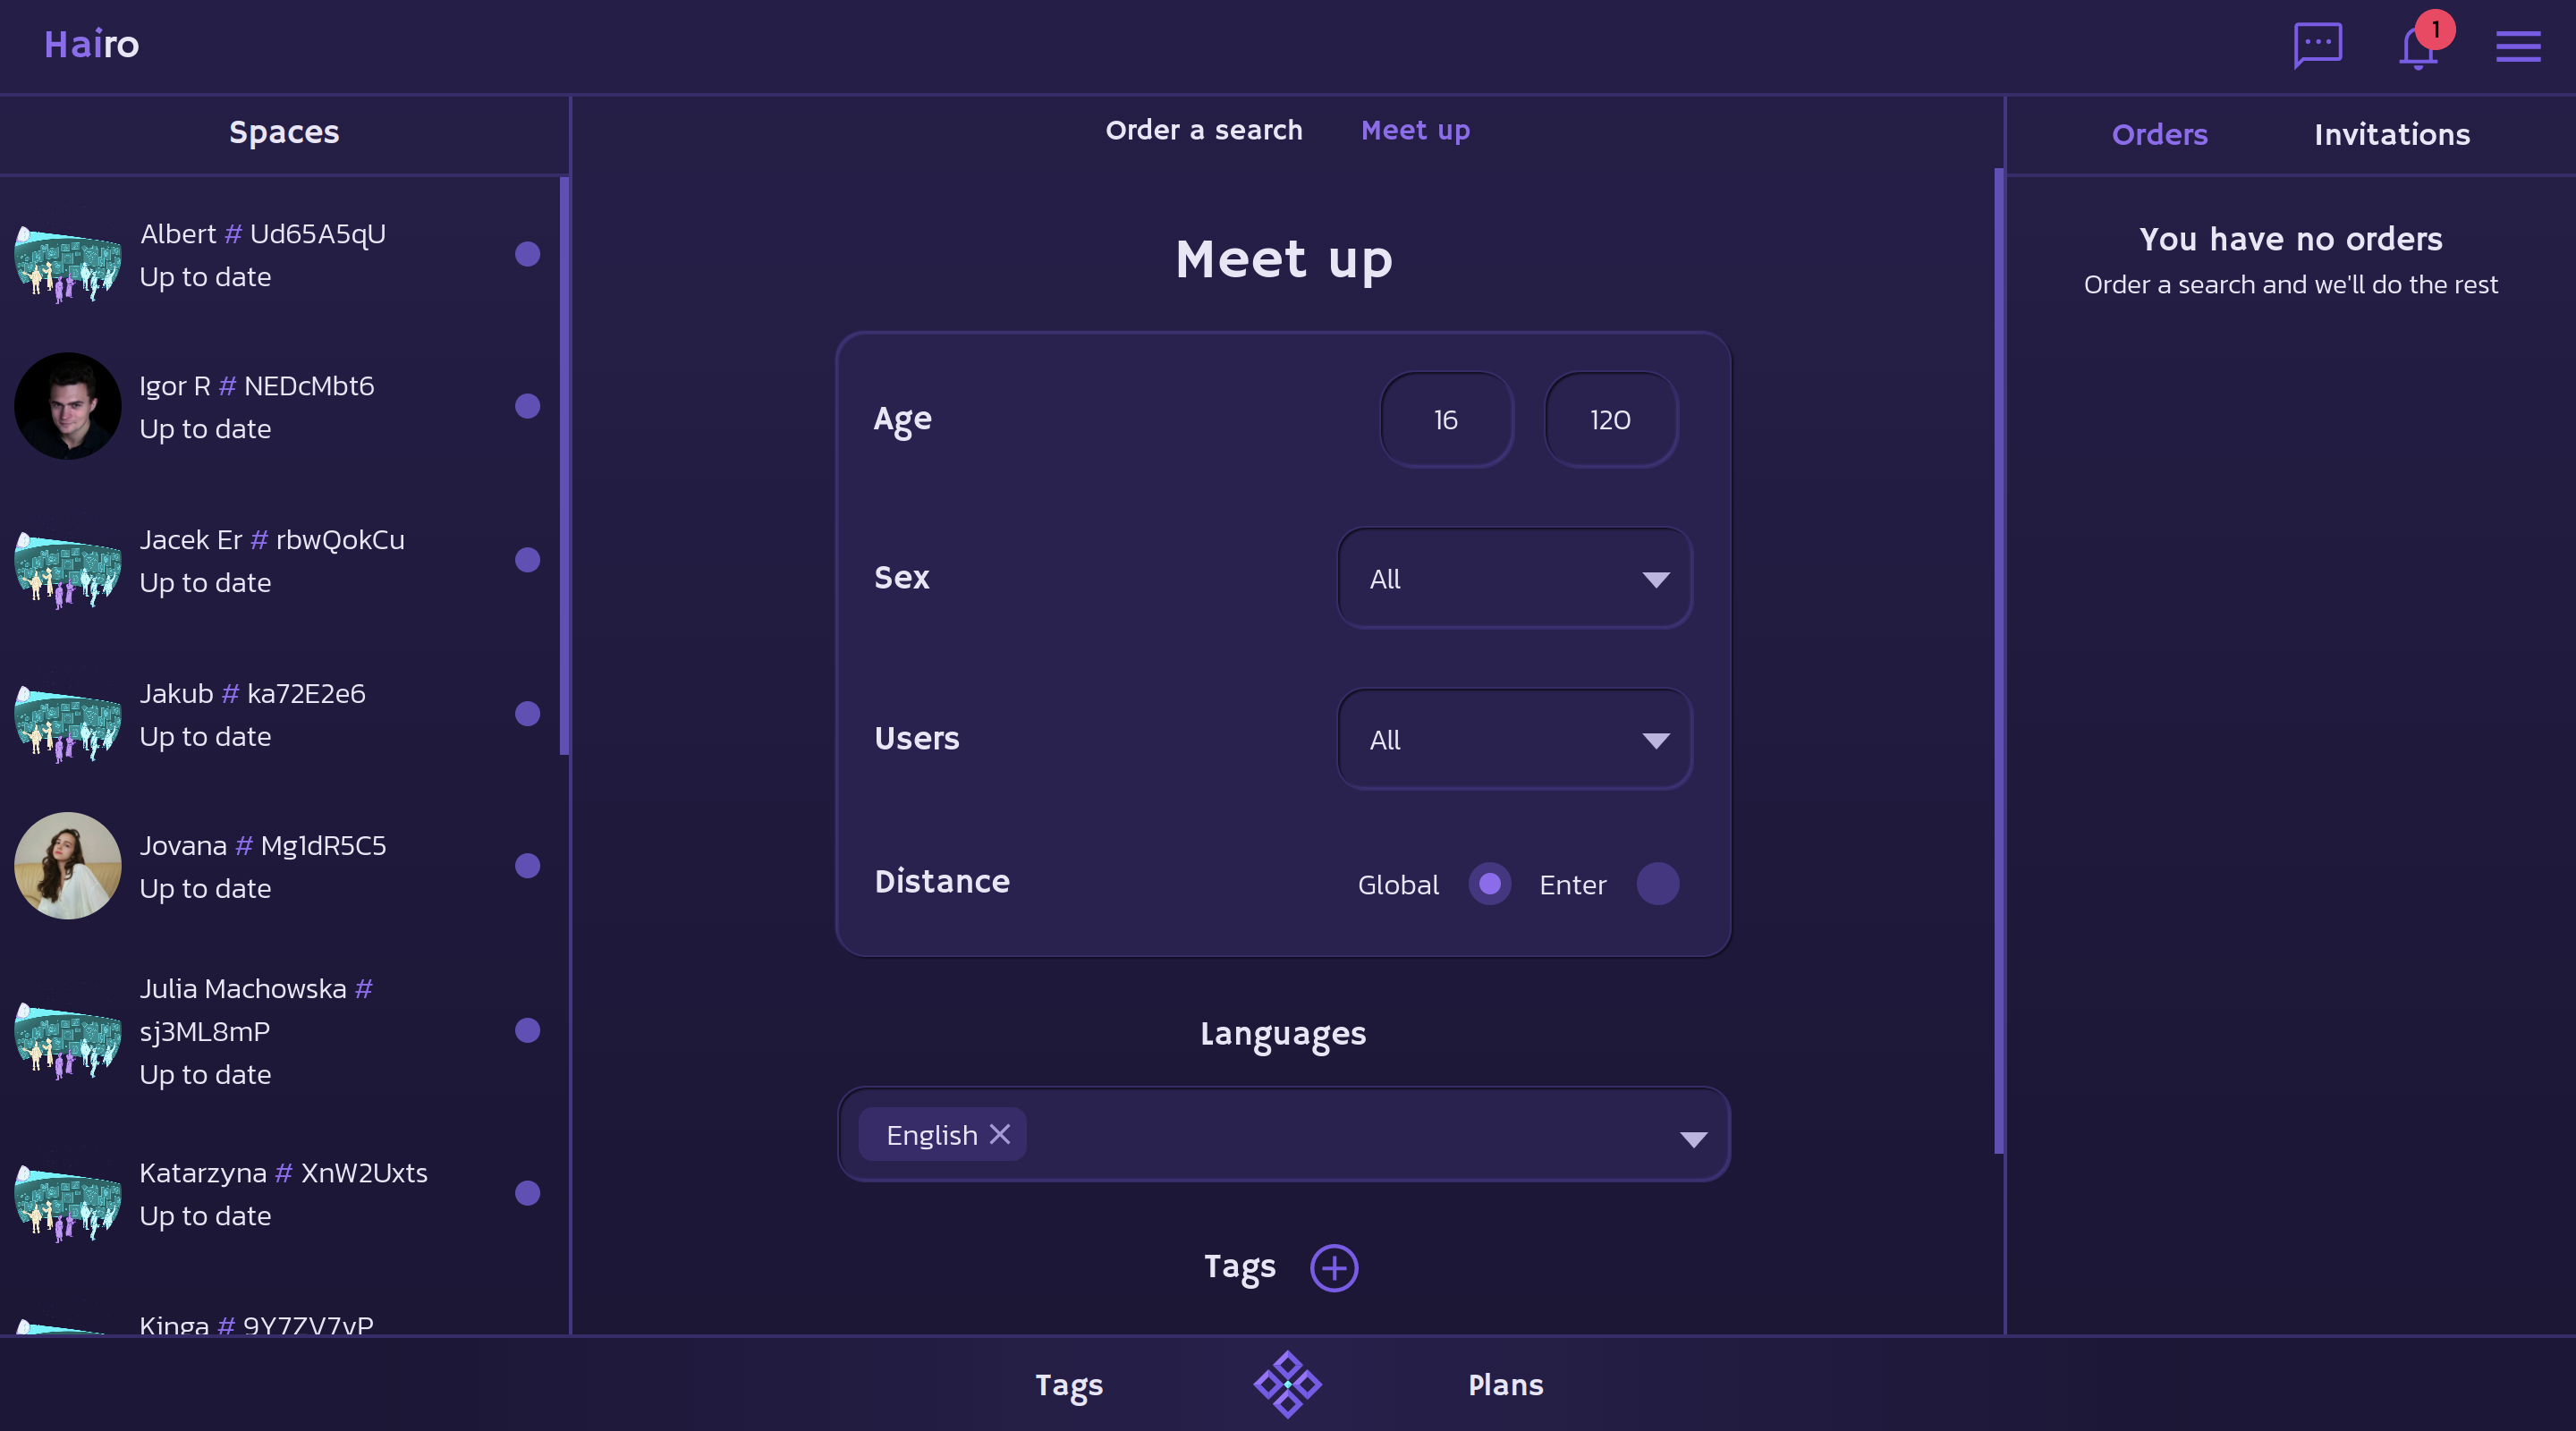 Hairo
1
Spaces
Albert # Ud65A5qU
Up to date
Igor R # NEDcMbt6
Up to date
Jacek Er # rbwQokCu
Up to date
Jakub # ka72E2e6
Up to date
Jovana # Mg1dR5C5
Up to date
Julia Machowska #
sj3ML8mP
Up to date
Katarzyna # XnW2Uxts
Up to date
Kinga # 9Y7ZV7vP
Order a search Meet up
Meet up
Age 16 120
Sex All
Users All
Distance Global Enter
Languages
English
Tags
Orders Invitations
You have no orders
Order a search and we'll do the rest
Tags Plans